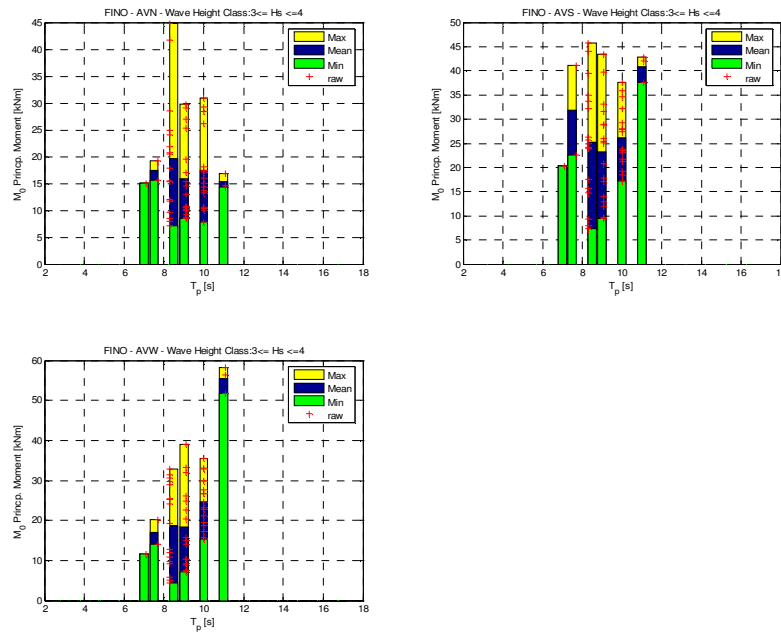 FINO - AVN - Wave Height Class:3<= Hs <=4
45
40
35
30
25
20
15
10
5
0
M0 Princp. Moment [kNm]
Max
Mean
Min
raw
2 4 6 8 10 12 14 16 18
Tp [s]
FINO - AVS - Wave Height Class:3<= Hs <=4
50
45
40
35
30
25
20
15
10
5
0
M0 Princp. Moment [kNm]
Max
Mean
Min
raw
2 4 6 8 10 12 14 16 18
Tp [s]
FINO - AVW - Wave Height Class:3<= Hs <=4
60
50
40
30
20
10
0
M0 Princp. Moment [kNm]
Max
Mean
Min
raw
2 4 6 8 10 12 14 16 18
Tp [s]